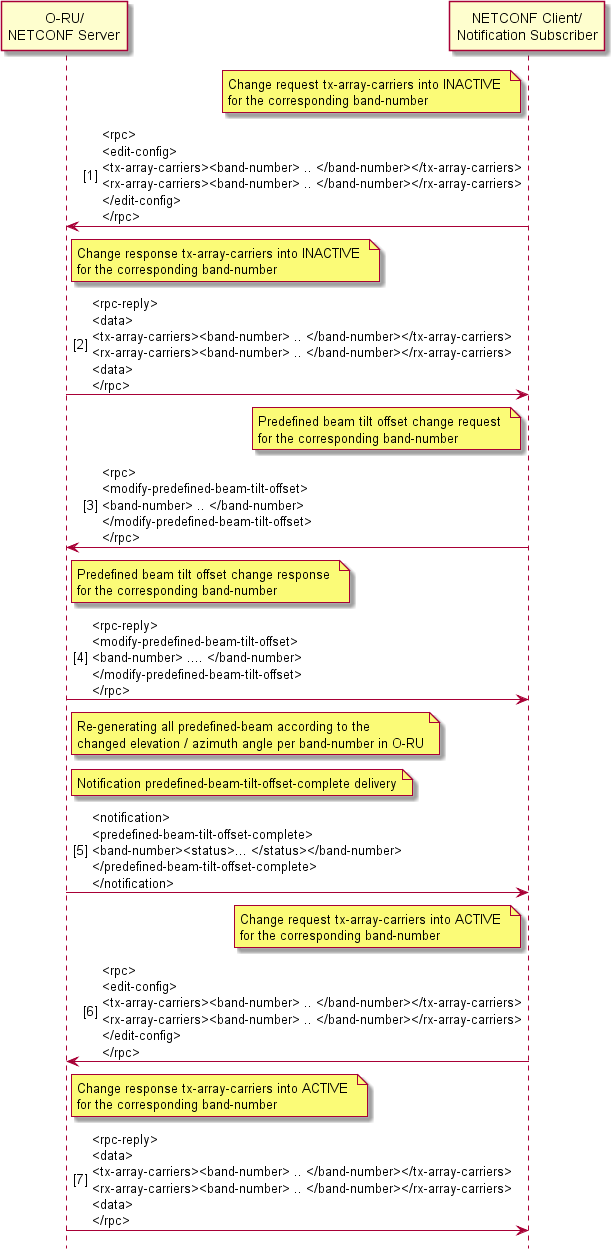 O-RU/
NETCONF Server
NETCONF Client/
Notification Subscriber
Change request tx-array-carriers into INACTIVE
for the corresponding band-number
[1]
<rpc>
<edit-config>
<tx-array-carriers><band-number> .. </band-number></tx-array-carriers>
<rx-array-carriers><band-number> .. </band-number></rx-array-carriers>
</edit-config>
</rpc>
Change response tx-array-carriers into INACTIVE
for the corresponding band-number
[2]
<rpc-reply>
<data>
<tx-array-carriers><band-number> .. </band-number></tx-array-carriers>
<rx-array-carriers><band-number> .. </band-number></rx-array-carriers>
<data>
</rpc>
Predefined beam tilt offset change request
for the corresponding band-number
[3]
<rpc>
<modify-predefined-beam-tilt-offset>
<band-number> .. </band-number>
</modify-predefined-beam-tilt-offset>
</rpc>
Predefined beam tilt offset change response
for the corresponding band-number
[4]
<rpc-reply>
<modify-predefined-beam-tilt-offset>
<band-number> .... </band-number>
</modify-predefined-beam-tilt-offset>
</rpc>
Re-generating all predefined-beam according to the
changed elevation / azimuth angle per band-number in O-RU
Notification predefined-beam-tilt-offset-complete delivery
[5]
<notification>
<predefined-beam-tilt-offset-complete>
<band-number><status>... </status></band-number>
</predefined-beam-tilt-offset-complete>
</notification>
Change request tx-array-carriers into ACTIVE
for the corresponding band-number
[6]
<rpc>
<edit-config>
<tx-array-carriers><band-number> .. </band-number></tx-array-carriers>
<rx-array-carriers><band-number> .. </band-number></rx-array-carriers>
</edit-config>
</rpc>
Change response tx-array-carriers into ACTIVE
for the corresponding band-number
[7]
<rpc-reply>
<data>
<tx-array-carriers><band-number> .. </band-number></tx-array-carriers>
<rx-array-carriers><band-number> .. </band-number></rx-array-carriers>
<data>
</rpc>